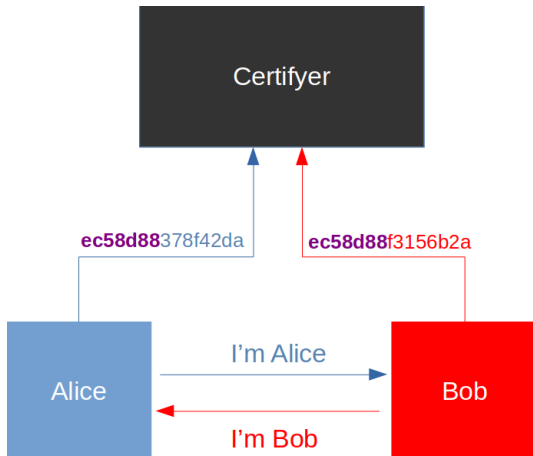 Certifyer
ec58d88378f42da
ec58d88f3156b2a
I'm Alice
Alice
Bob
I'm Bob